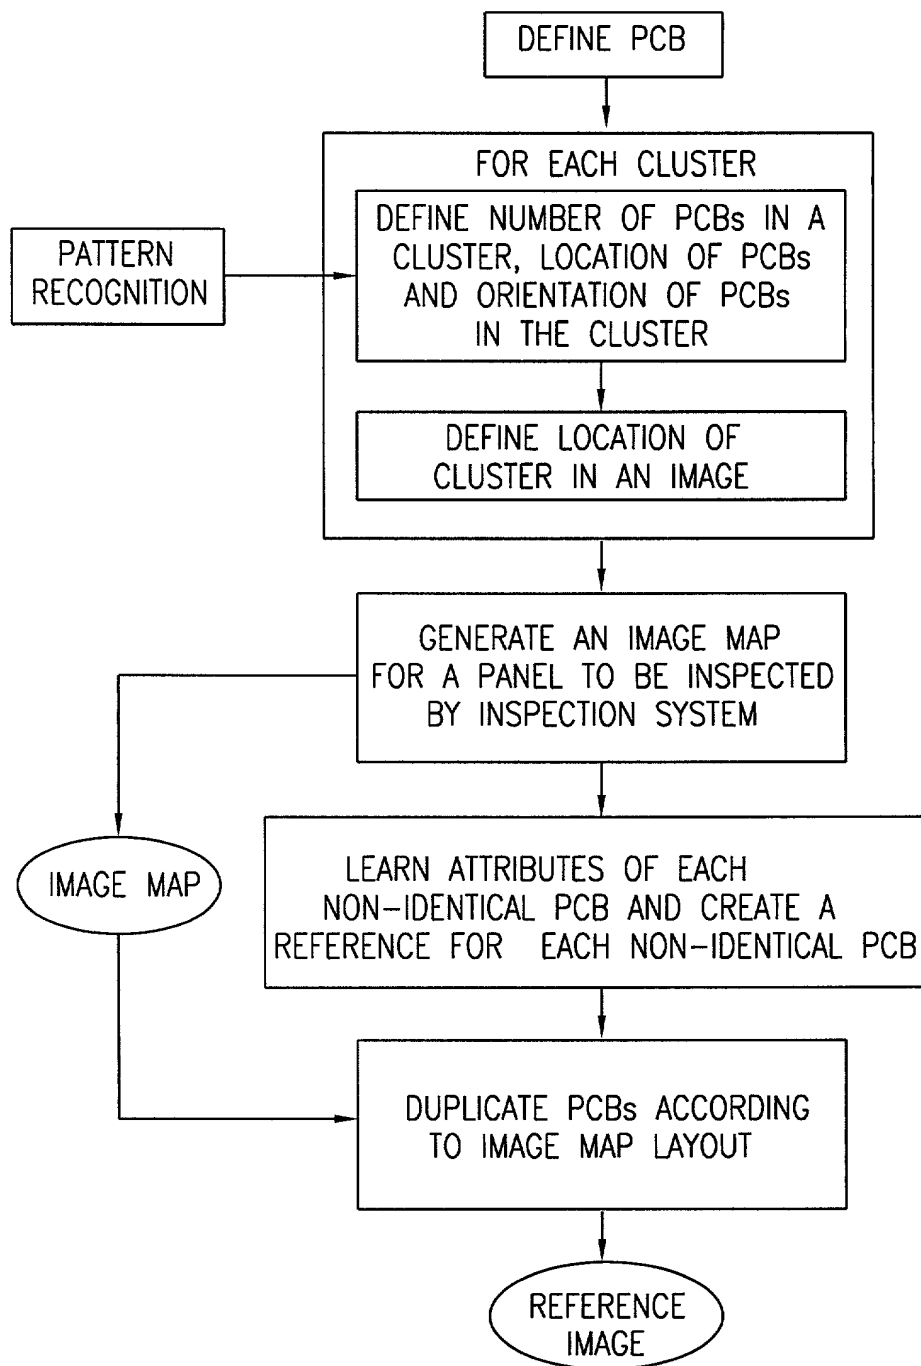 DEFINE PCB
FOR EACH CLUSTER
DEFINE NUMBER OF PCBs IN A
CLUSTER, LOCATION OF PCBs
AND ORIENTATION OF PCBs
IN THE CLUSTER
PATTERN
RECOGNITION
DEFINE LOCATION OF
CLUSTER IN AN IMAGE
GENERATE AN IMAGE MAP
FOR A PANEL TO BE INSPECTED
BY INSPECTION SYSTEM
IMAGE MAP
LEARN ATTRIBUTES OF EACH
NON-IDENTICAL PCB AND CREATE A
REFERENCE FOR EACH NON-IDENTICAL PCB
DUPLICATE PCBs ACCORDING
TO IMAGE MAP LAYOUT
REFERENCE
IMAGE